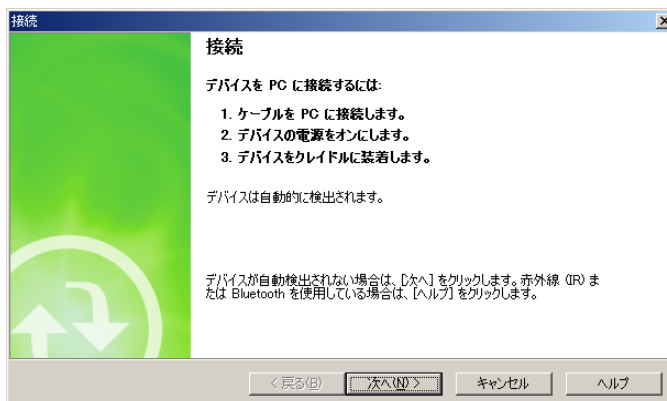 接続
接続
デバイスを PC に接続するには:
1. ケーブルを PC に接続します。
2. デバイスの電源をオンにします。
3. デバイスをクレイドルに装着します。
デバイスは自動的に検出されます。
デバイスが自動検出されない場合は、[次へ] をクリックします。赤外線 (IR) ま
たは Bluetooth を使用している場合は、[ヘルプ] をクリックします。
< 戻る(B) 次へ(N) > キャンセル ヘルプ